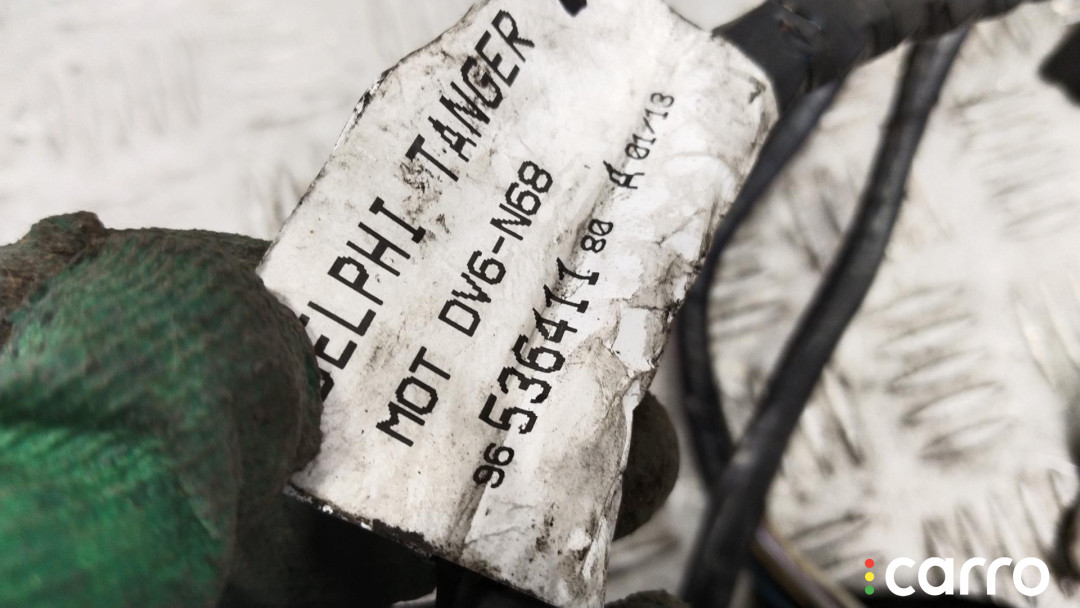 DELPHI TANGER
MOT DV6-N68
96 536411 80 A 01/13
carro